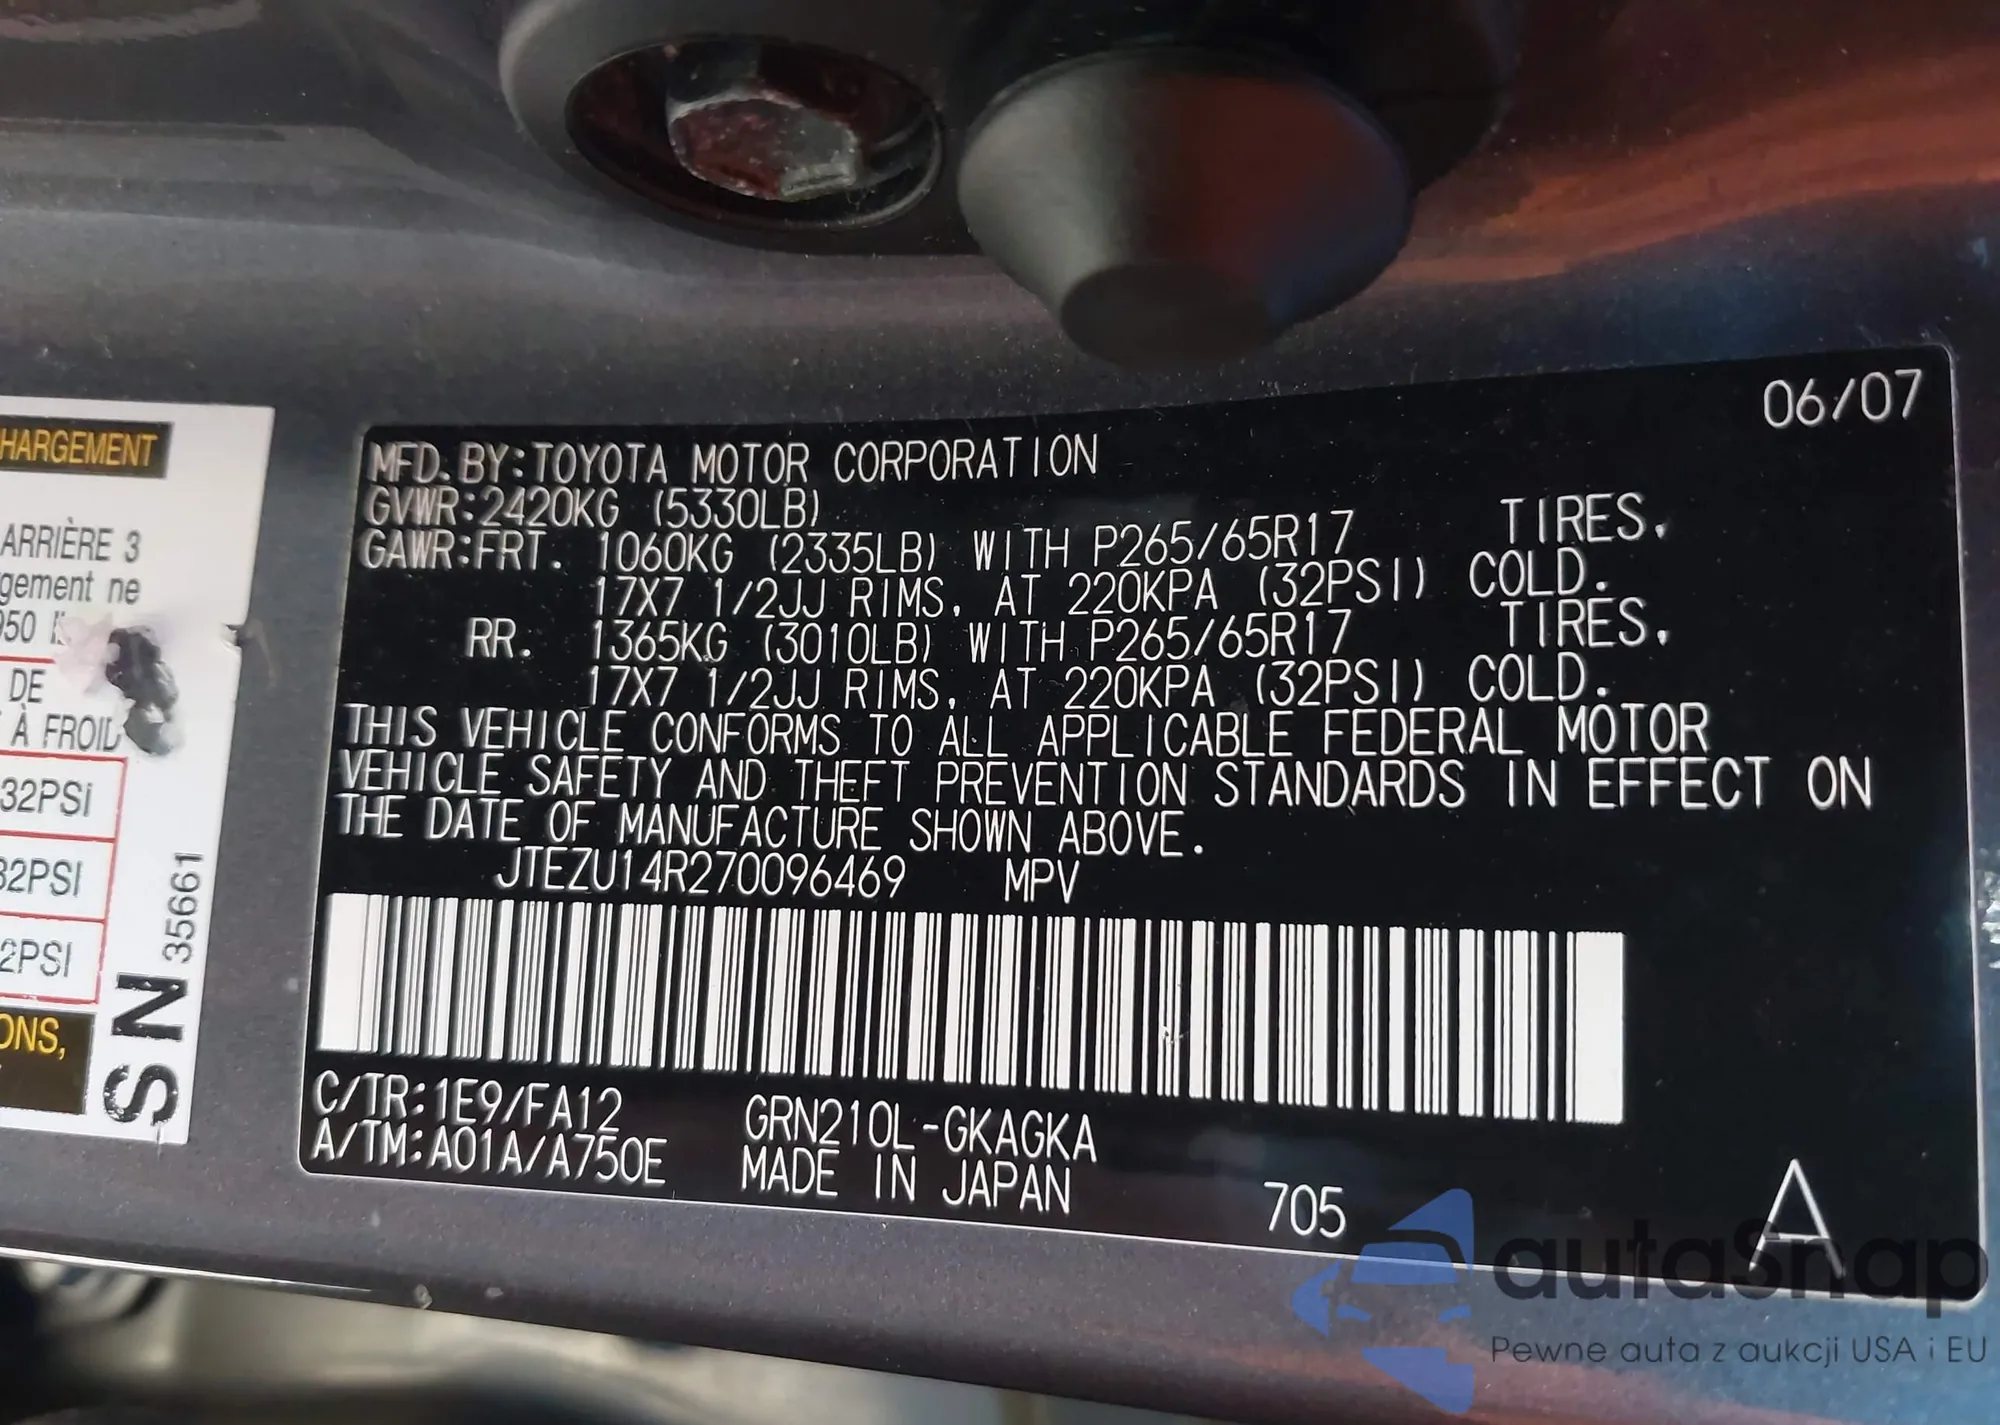 HARGEMENT
ARRIÈRE 3
gement ne
950
DE
À FROID
32PSI
32PSI
2PSI
ONS,
SN
35661
06/07
MFD.BY:TOYOTA MOTOR CORPORATION
GVWR:2420KG (5330LB)
GAWR:FRT. 1060KG (2335LB) WITH P265/65R17 TIRES,
17X7 1/2JJ RIMS, AT 220KPA (32PSI) COLD.
RR. 1365KG (3010LB) WITH P265/65R17 TIRES,
17X7 1/2JJ RIMS, AT 220KPA (32PSI) COLD.
THIS VEHICLE CONFORMS TO ALL APPLICABLE FEDERAL MOTOR
VEHICLE SAFETY AND THEFT PREVENTION STANDARDS IN EFFECT ON
THE DATE OF MANUFACTURE SHOWN ABOVE.
JTEZU14R270096469 MPV
C/TR:1E9/FA12 GRN210L-GKAGKA
A/TM:A01A/A750E MADE IN JAPAN
705
A
autaSnap
Pewne auta z aukcji USA i EU